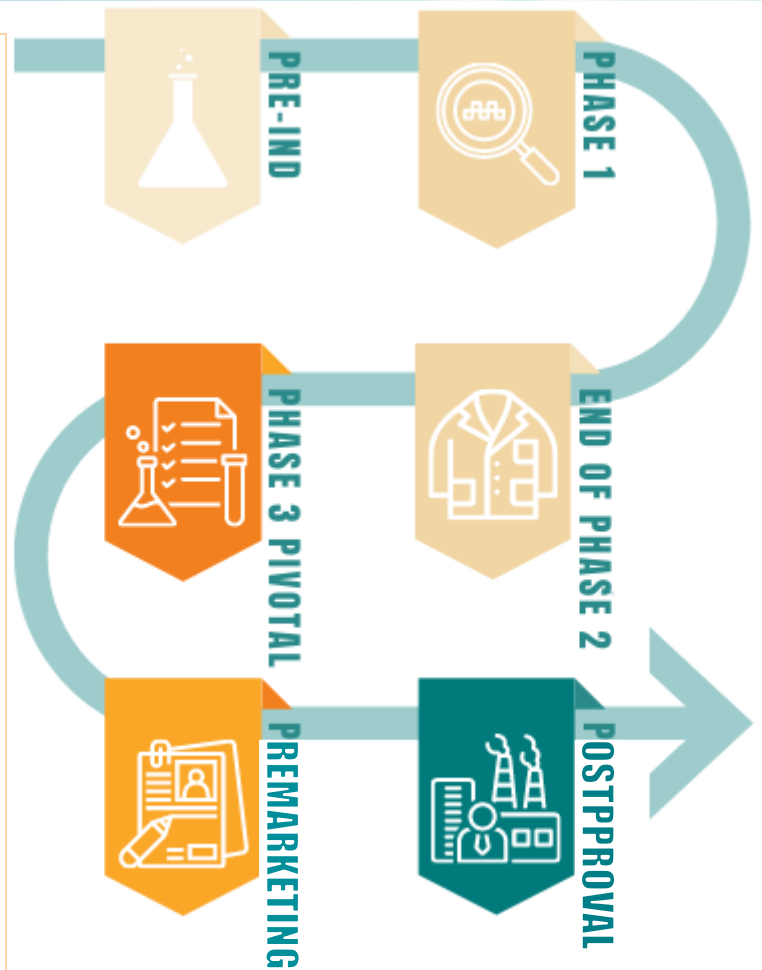 PRE-IND
PHASE 1
END OF PHASE 2
PHASE 3 PIVOTAL
PREMARKETING
POSTPPROVAL